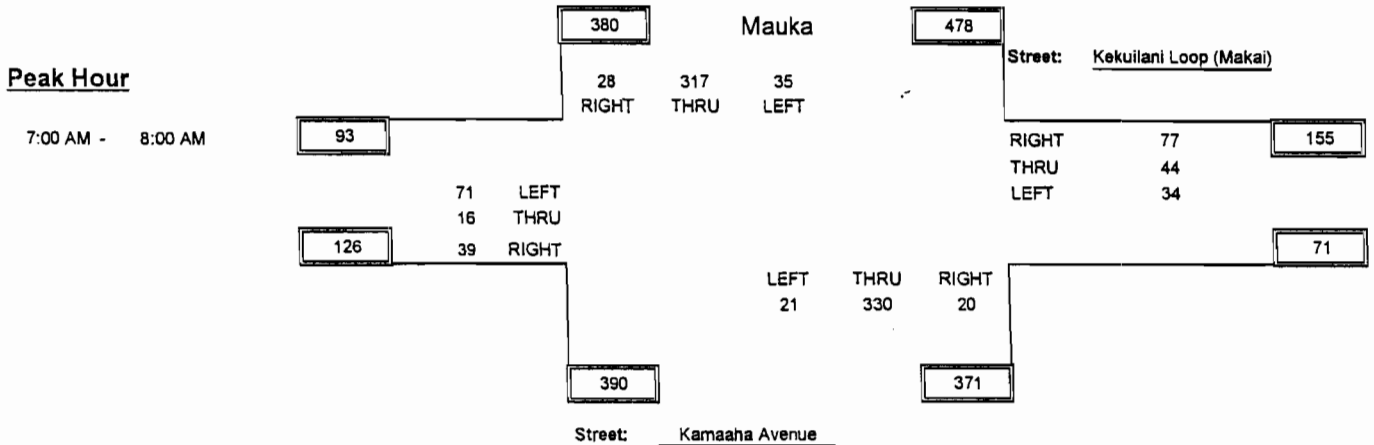 380 Mauka 478
Street: Kekuilani Loop (Makai)
Peak Hour
28 317 35
RIGHT THRU LEFT
7:00 AM - 8:00 AM 93 RIGHT 77 155
THRU 44
71 LEFT LEFT 34
16 THRU
126 39 RIGHT 71
LEFT THRU RIGHT
21 330 20
390 371
Street: Kamaaha Avenue